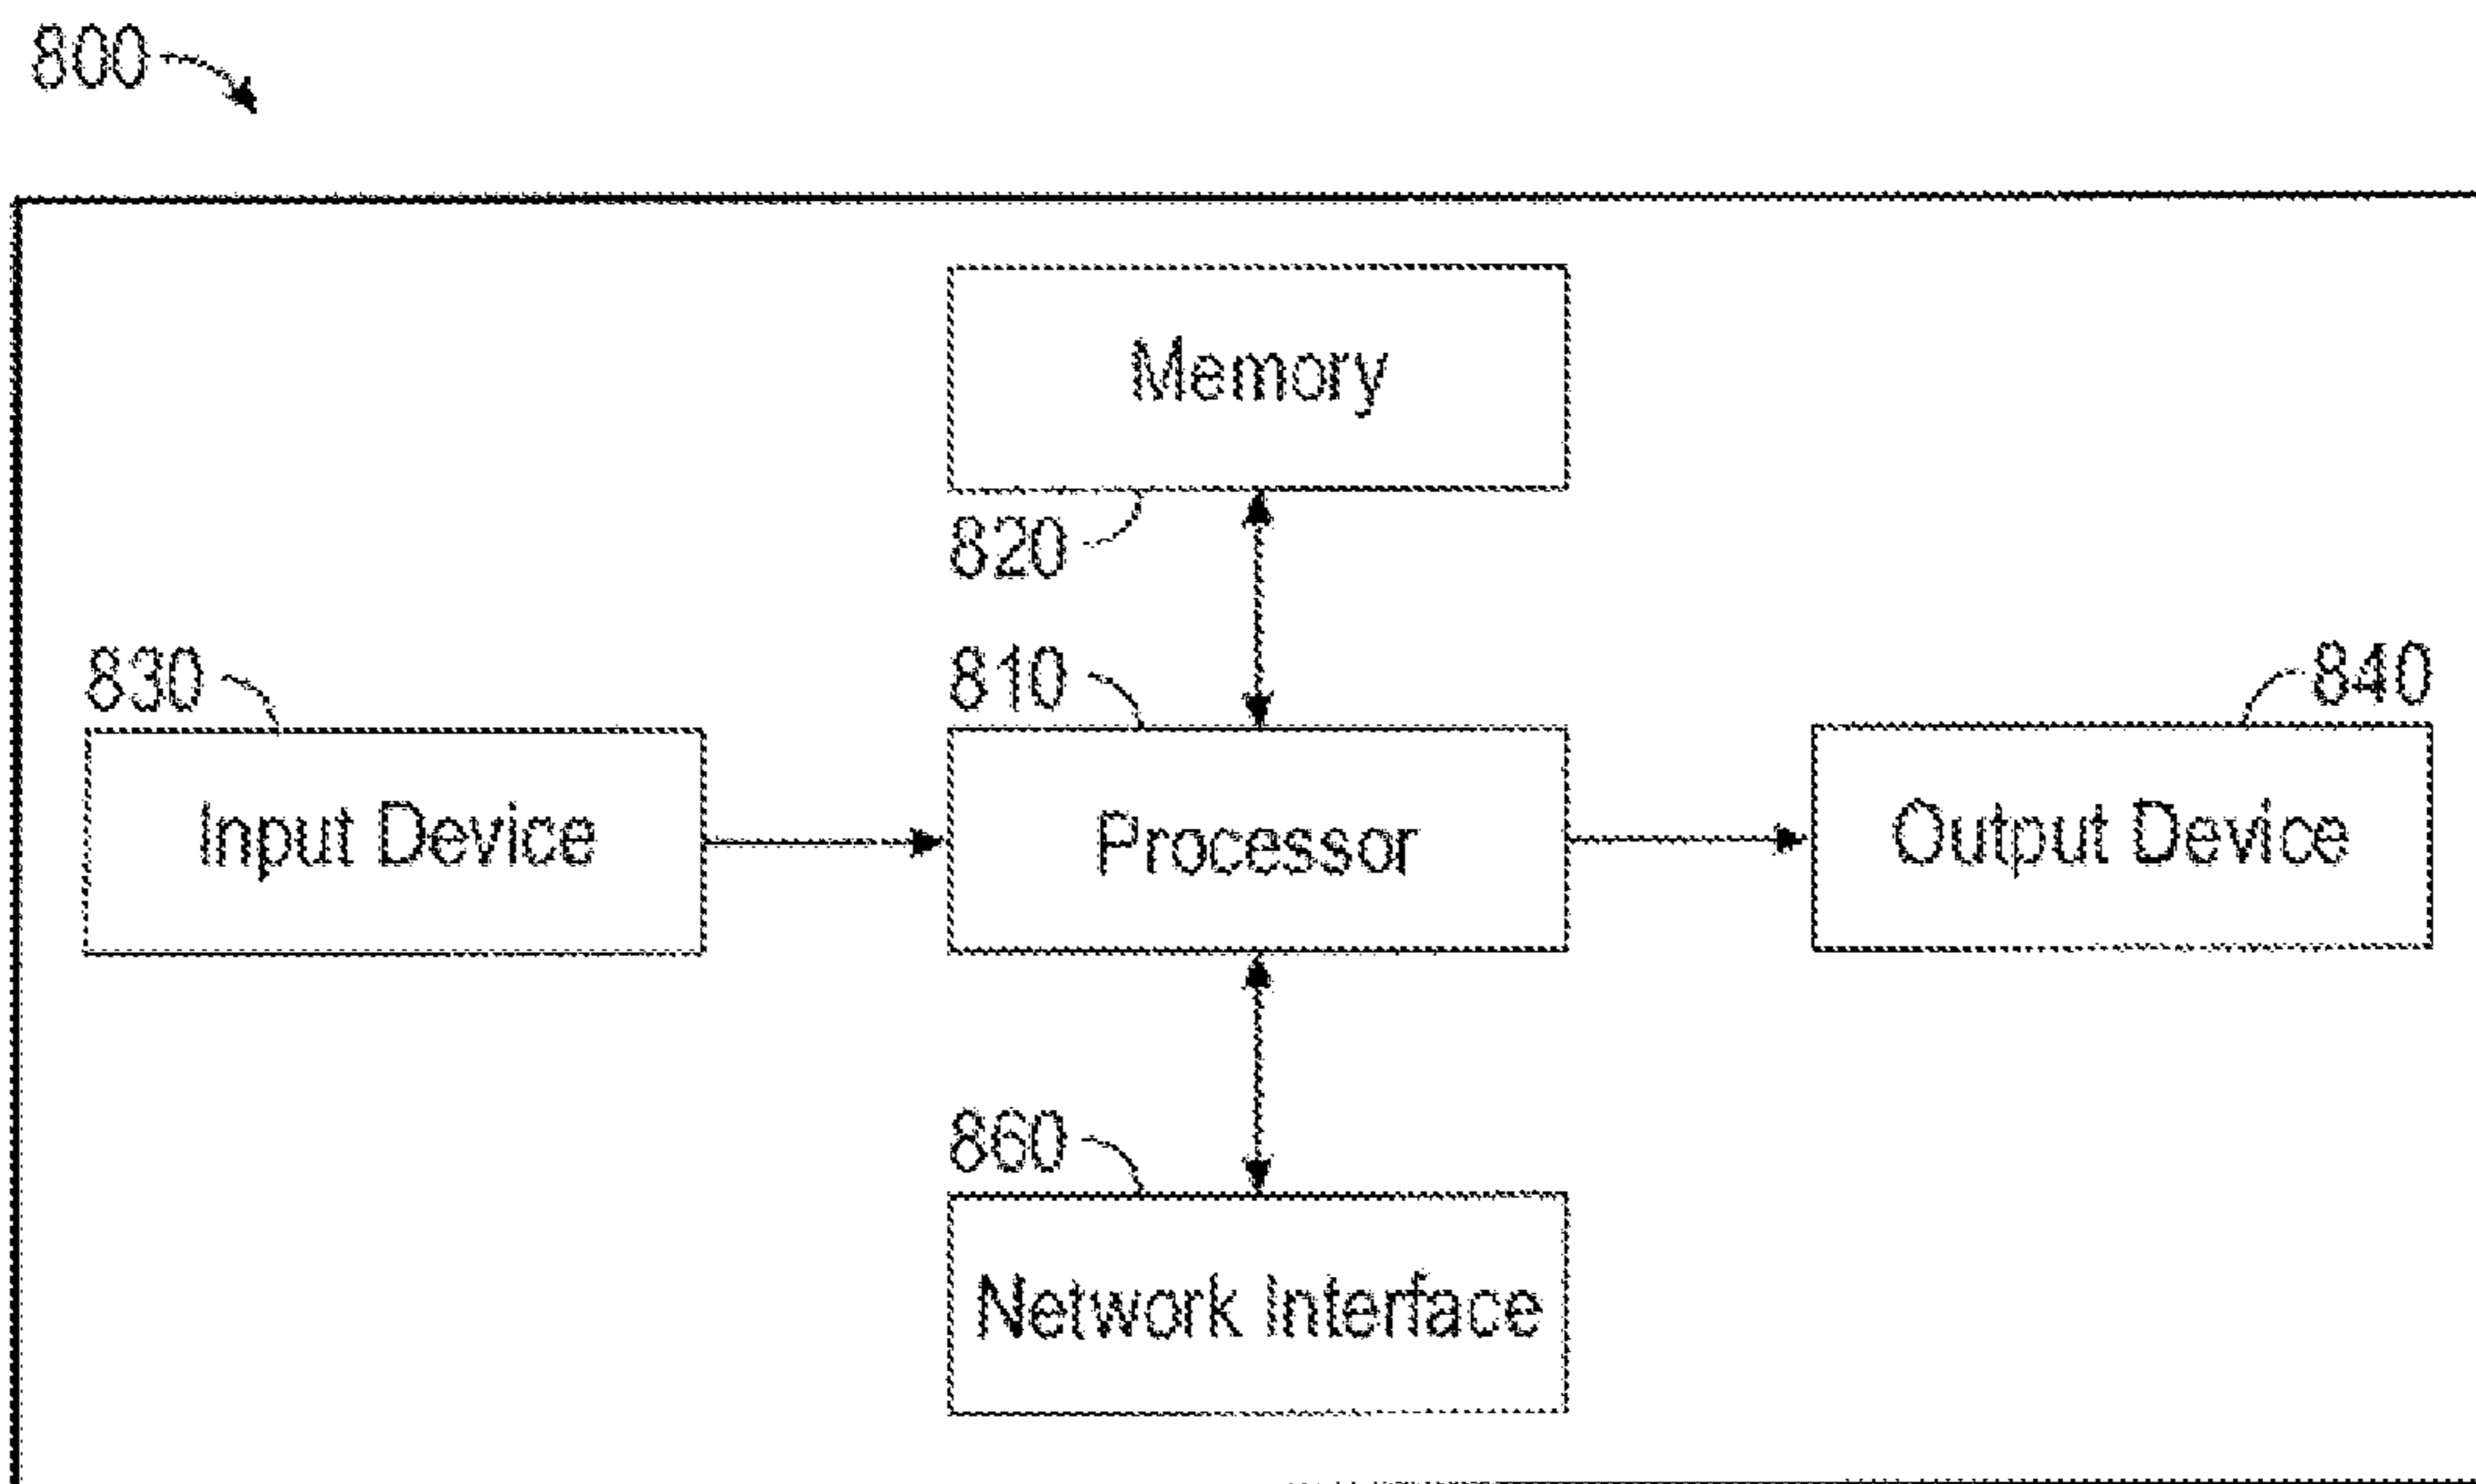 800
Memory
820
830
810
840
Input Device
Processor
Output Device
860
Network Interface